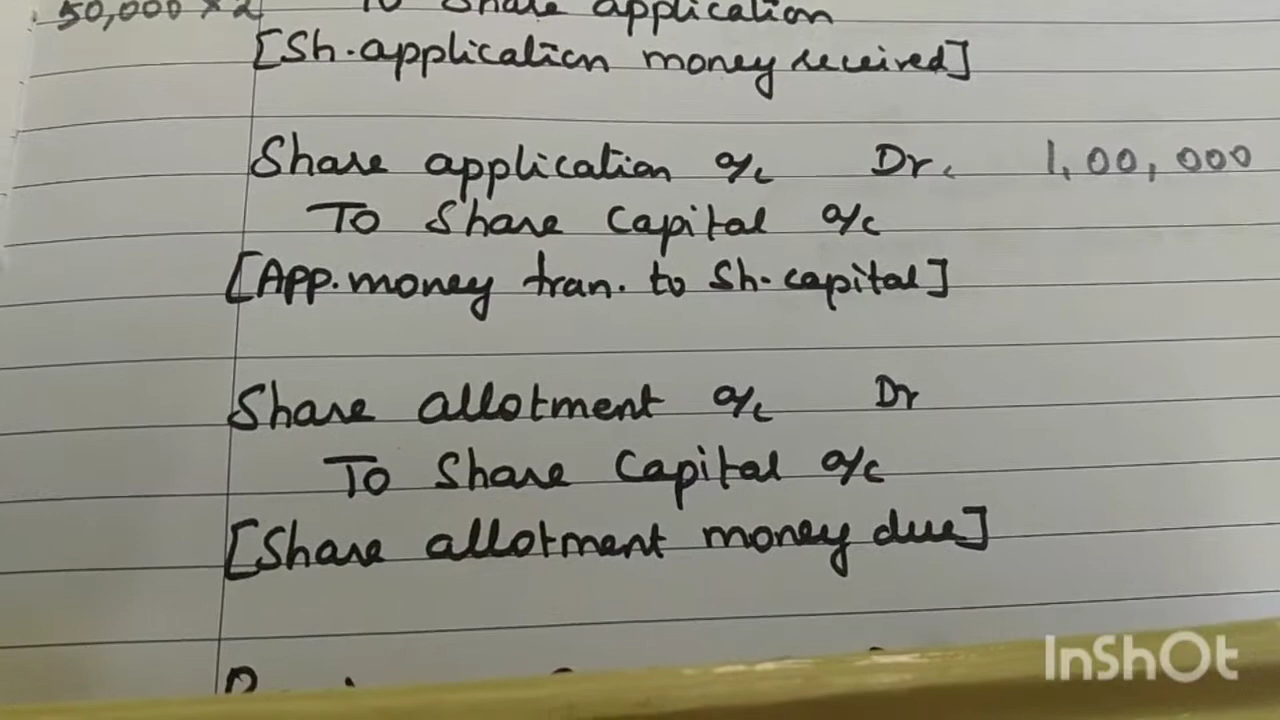 50,000 × 2 To Share application
[Sh. application money received]
Share application a/c Dr. 1,00,000
To Share Capital a/c
[App. money tran. to Sh. capital]
Share allotment a/c Dr
To Share Capital a/c
[Share allotment money due]
InShOt